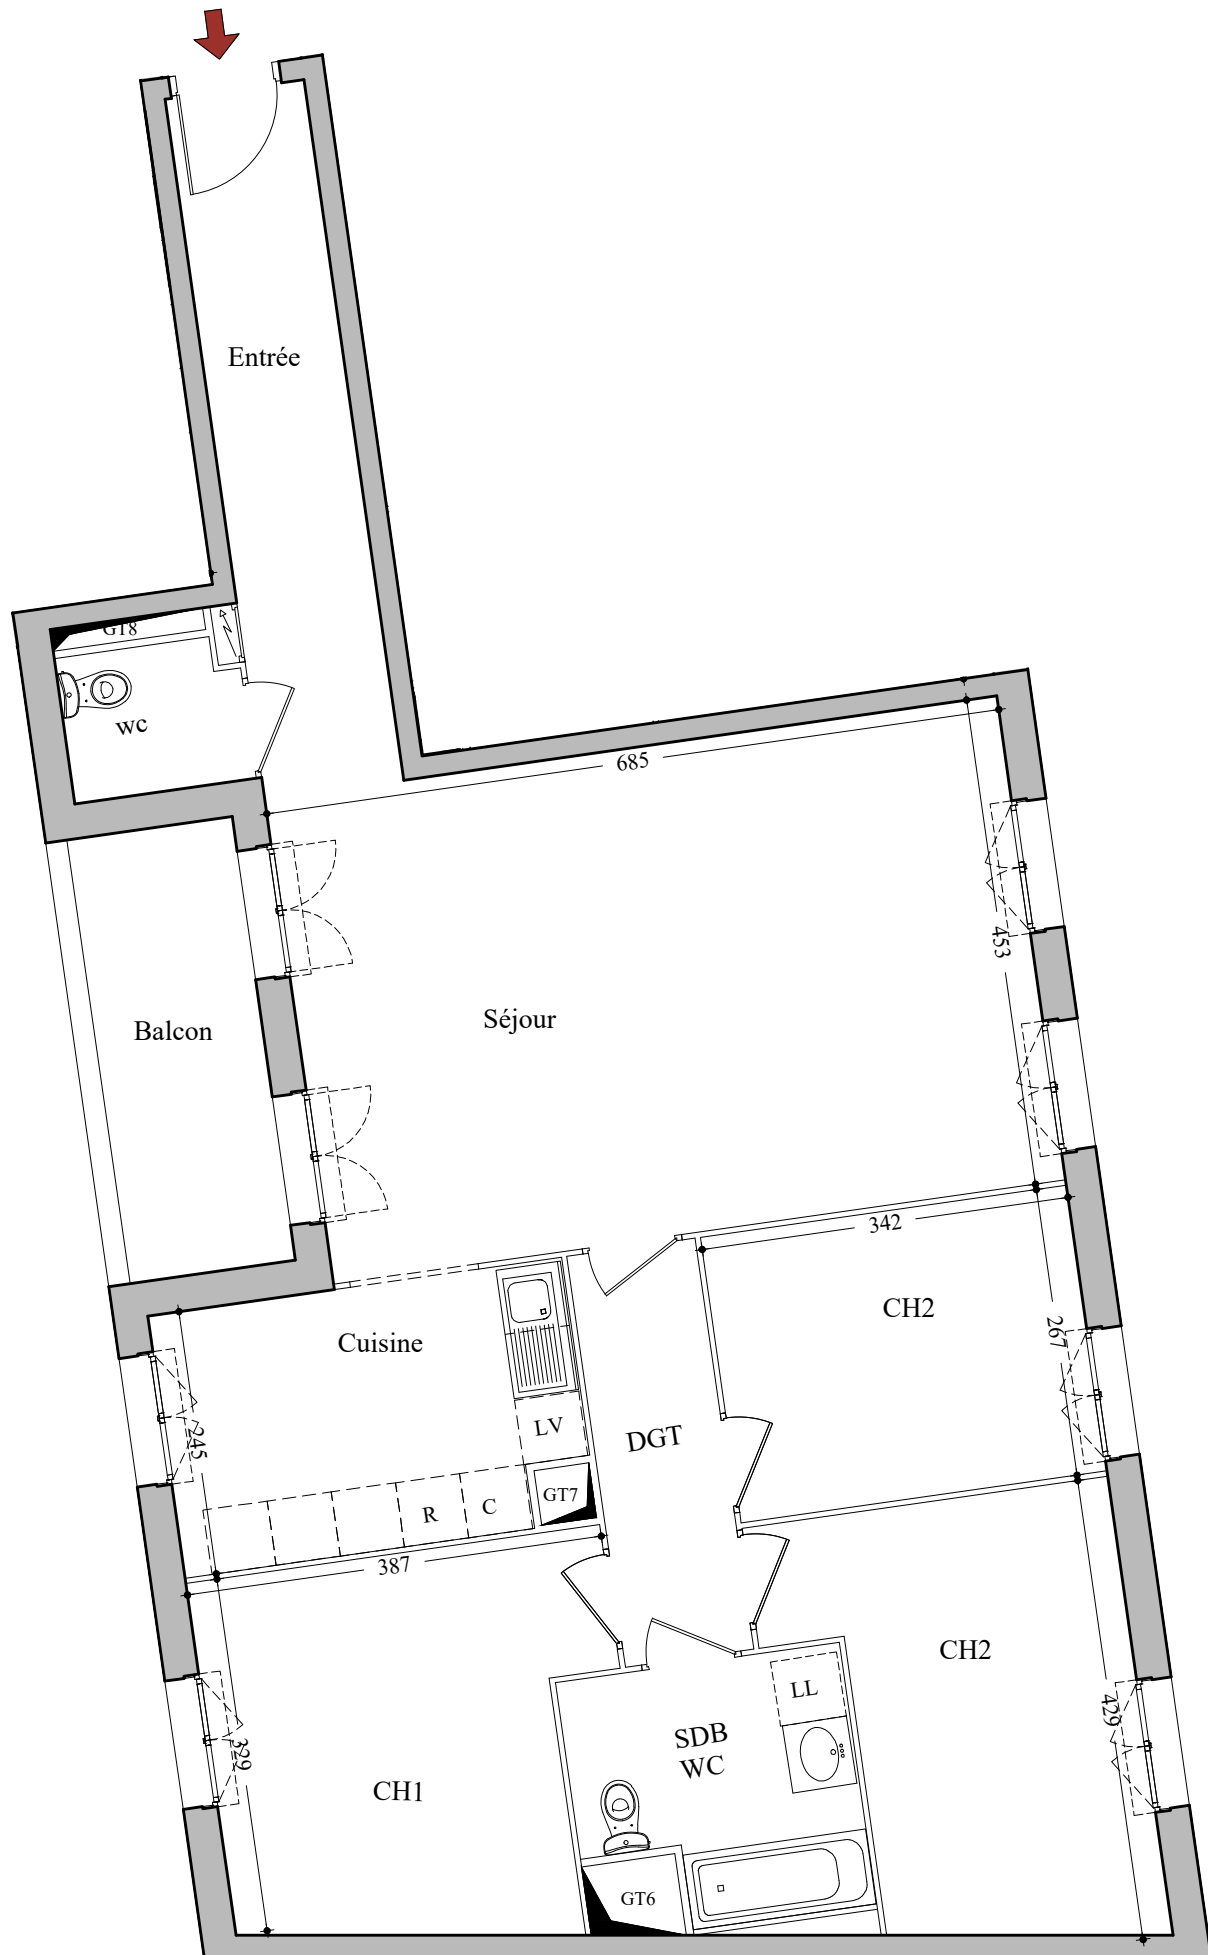 Entrée
GT8
wc
685
453
Balcon
Séjour
342
CH2
267
Cuisine
245
LV
DGT
GT7
R
C
387
CH2
LL
429
SDB
WC
329
CH1
GT6